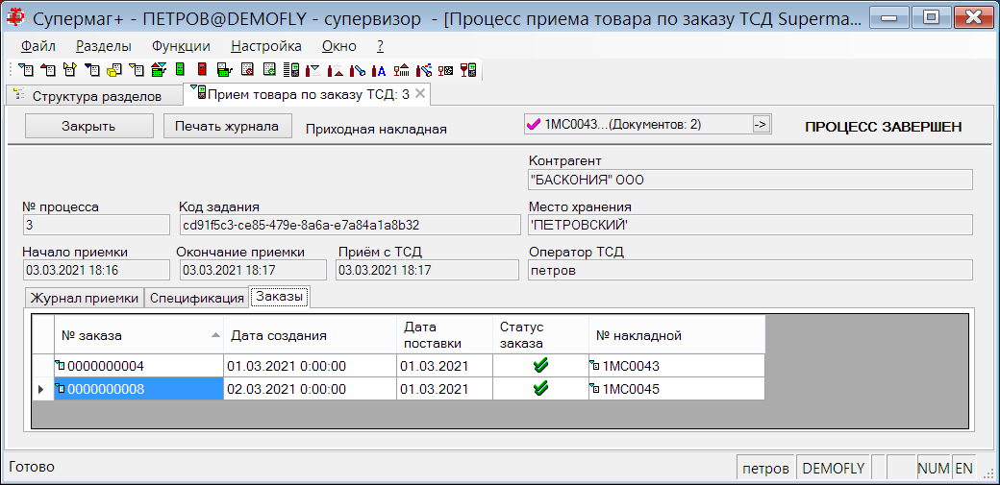 Супермаг+ - ПЕТРОВ@DEMOFLY - супервизор - [Процесс приема товара по заказу ТСД Superma...
Файл Разделы Функции Настройка Окно ?
Структура разделов Прием товара по заказу ТСД: 3
Закрыть Печать журнала Приходная накладная 1МС0043...(Документов: 2) -> ПРОЦЕСС ЗАВЕРШЕН
Контрагент
"БАСКОНИЯ" ООО
№ процесса Код задания Место хранения
3 cd91f5c3-ce85-479e-8a6a-e7a84a1a8b32 'ПЕТРОВСКИЙ'
Начало приемки Окончание приемки Приём с ТСД Оператор ТСД
03.03.2021 18:16 03.03.2021 18:17 03.03.2021 18:17 петров
Журнал приемки Спецификация Заказы
№ заказа Дата создания Дата поставки Статус заказа № накладной
0000000004 01.03.2021 0:00:00 01.03.2021 1МС0043
0000000008 02.03.2021 0:00:00 01.03.2021 1МС0045
Готово петров DEMOFLY NUM EN